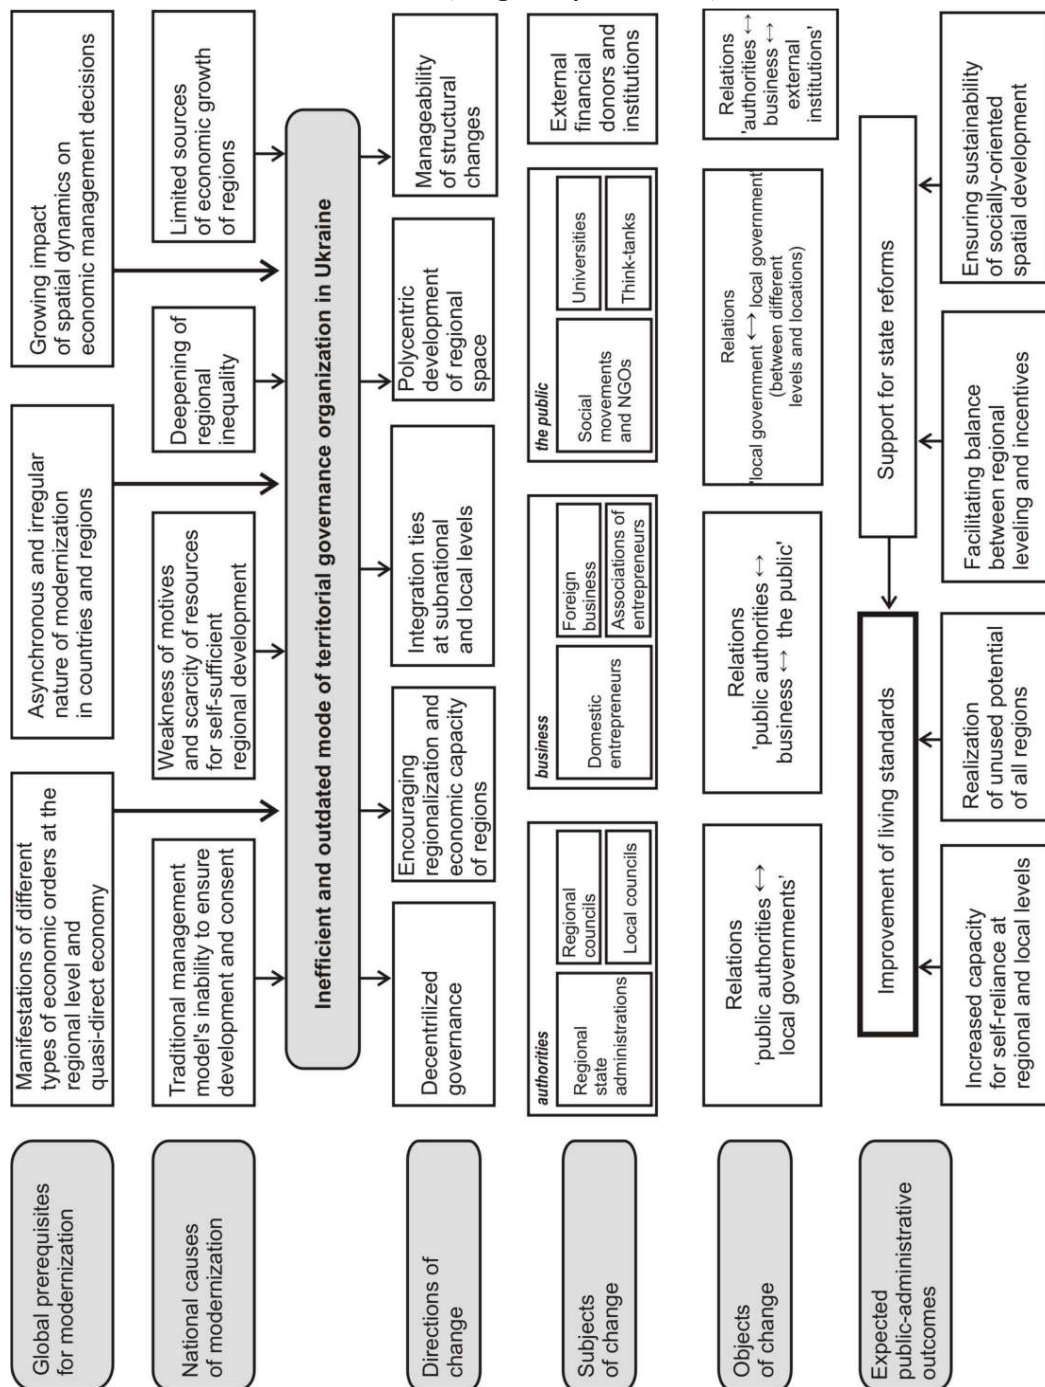 Global prerequisites
for modernization
Manifestations of different
types of economic orders at the
regional level and
quasi-direct economy
Asynchronous and irregular
nature of modernization
in countries and regions
Growing impact
of spatial dynamics on
economic management decisions
National causes
of modernization
Traditional management
model's inability to ensure
development and consent
Weakness of motives
and scarcity of resources
for self-sufficient
regional development
Deepening of
regional
inequality
Limited sources
of economic growth
of regions
Inefficient and outdated mode of territorial governance organization in Ukraine
Directions of
change
Decentrilized
governance
Encouraging
regionalization and
economic capacity
of regions
Integration ties
at subnational
and local levels
Polycentric
development
of regional
space
Manageability
of structural
changes
Subjects
of change
authorities
Regional
state
administrations
Regional
councils
Local councils
business
Domestic
entrepreneurs
Foreign
business
Associations of
entrepreneurs
the public
Social
movements
and NGOs
Universities
Think-tanks
External
financial
donors and
institutions
Objects
of change
Relations
‘public authorities ↔
local governments’
Relations
'public authorities ↔
business ↔ the public'
Relations
'local government ↔ local government'
(between different
levels and locations)
Relations
'authorities ↔
business ↔
external
institutions'
Expected
public-administrative
outcomes
Improvement of living standards
Support for state reforms
Increased capacity
for self-reliance at
regional and local levels
Realization
of unused potential
of all regions
Facilitating balance
between regional
leveling and incentives
Ensuring sustainability
of socially-oriented
spatial development